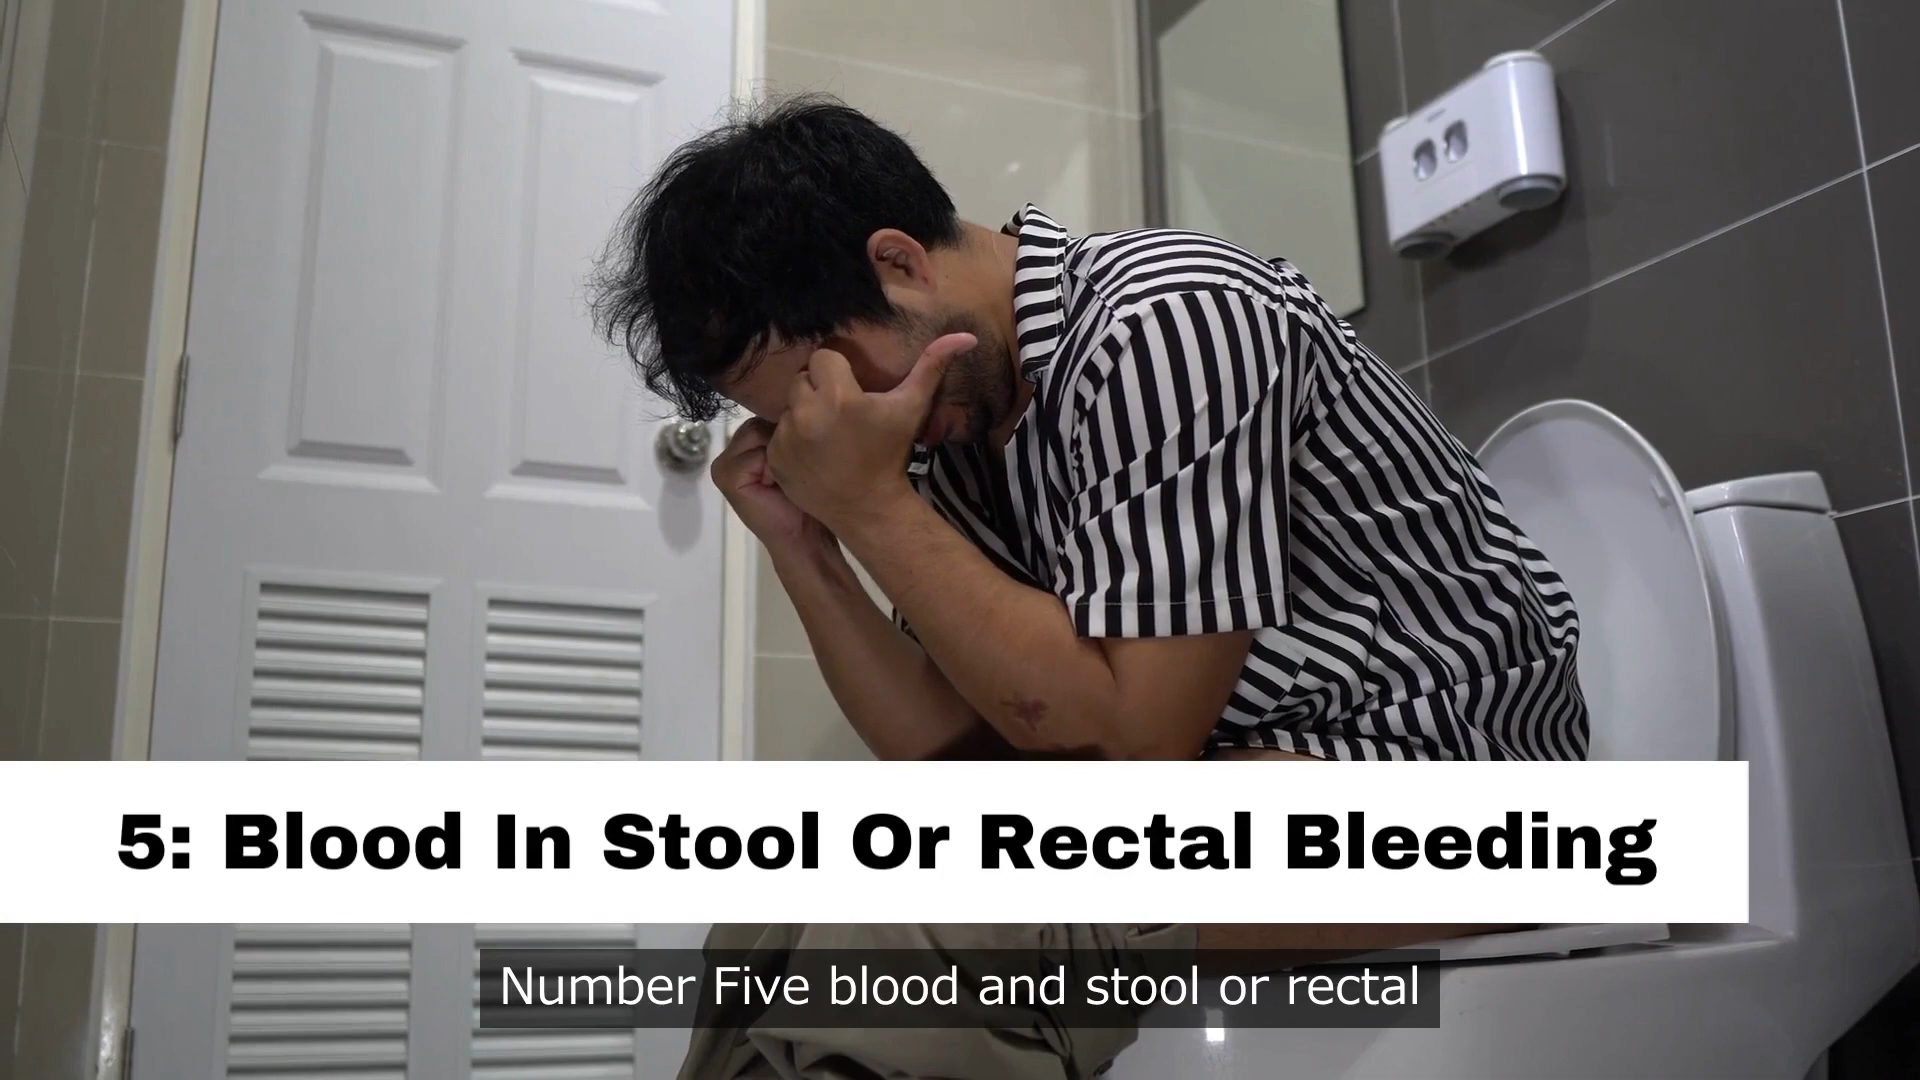 5: Blood In Stool Or Rectal Bleeding
Number Five blood and stool or rectal